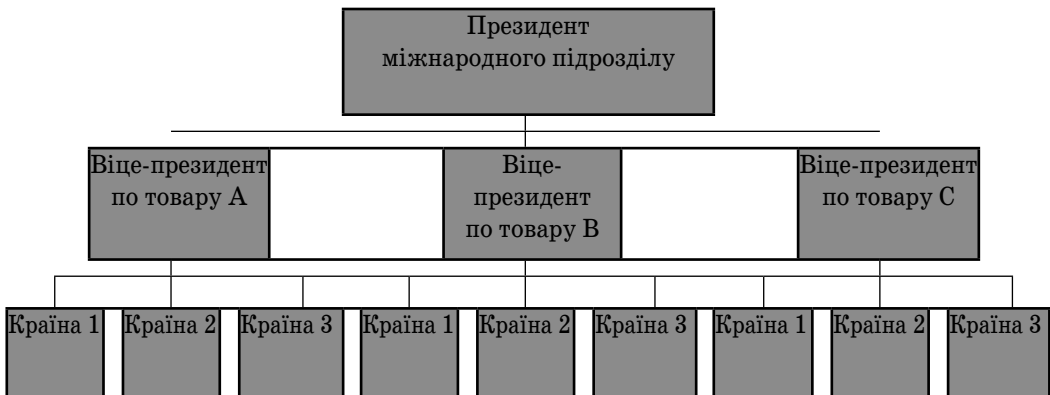 Президент
міжнародного підрозділу
Віце-президент
по товару А
Віце-
президент
по товару В
Віце-президент
по товару С
Країна 1
Країна 2
Країна 3
Країна 1
Країна 2
Країна 3
Країна 1
Країна 2
Країна 3